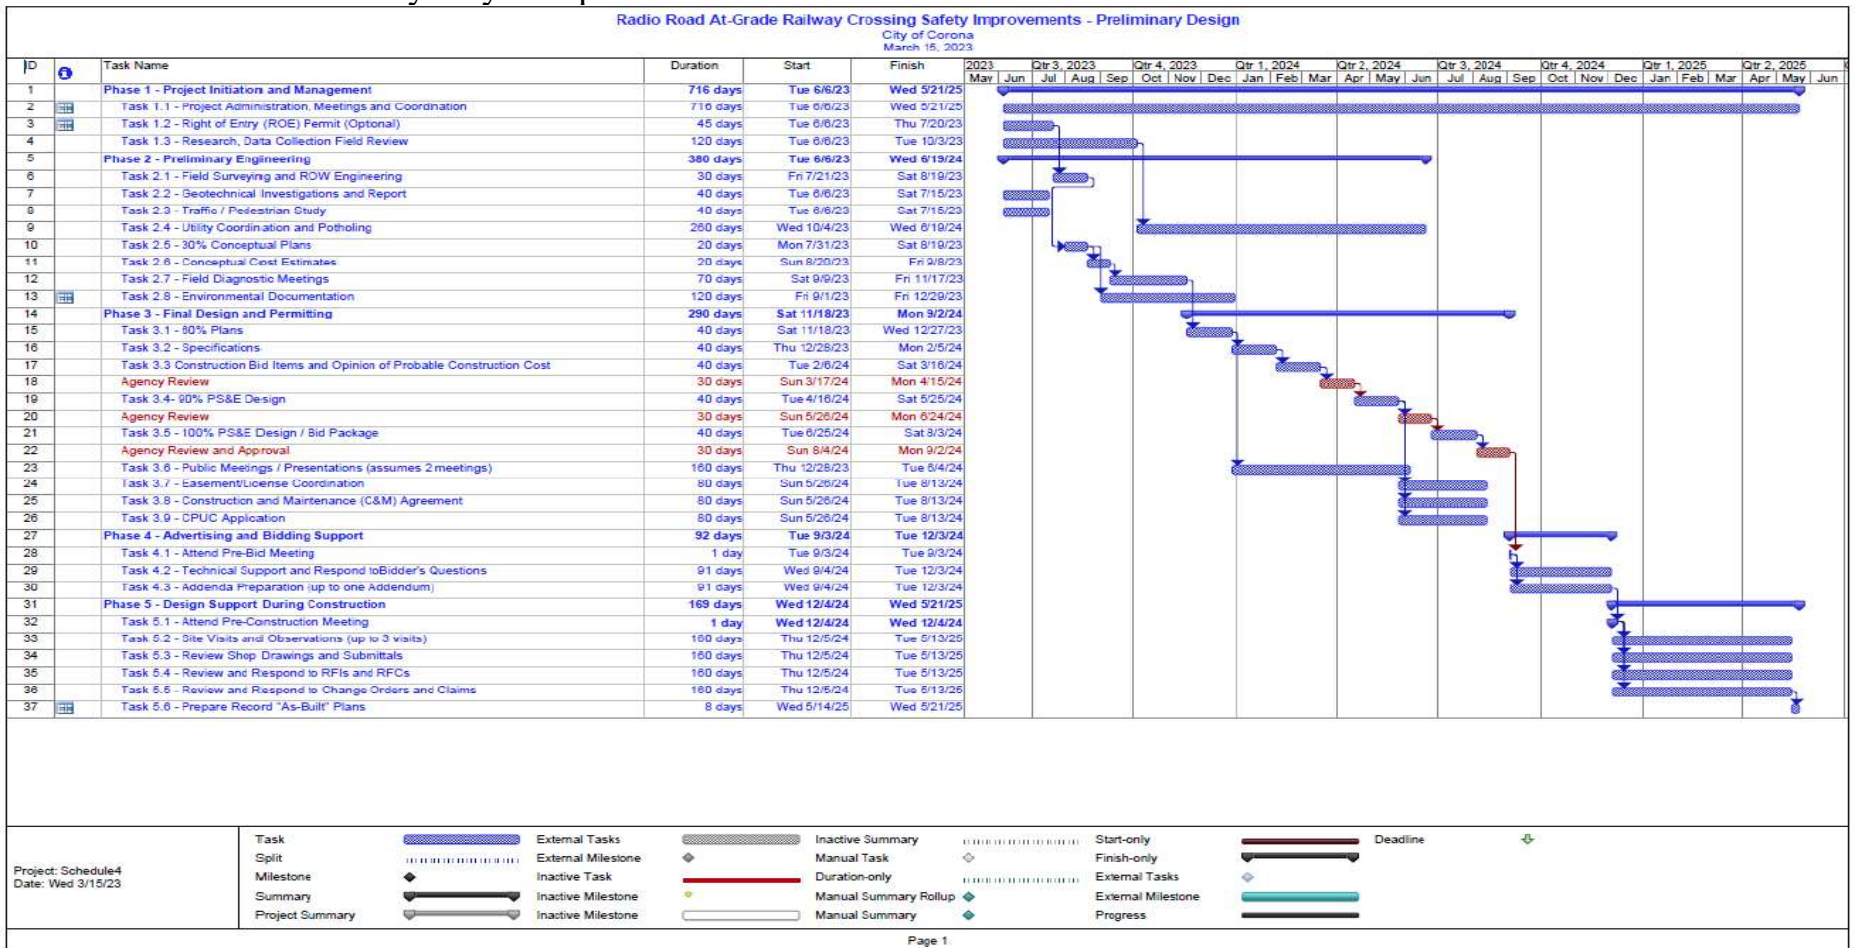 Radio Road At-Grade Railway Crossing Safety Improvements - Preliminary Design
City of Corona
March 15, 2023
ID Task Name Duration Start Finish 2023 Qtr 3, 2023 Qtr 4, 2023 Qtr 1, 2024 Qtr 2, 2024 Qtr 3, 2024 Qtr 4, 2024 Qtr 1, 2025 Qtr 2, 2025
May Jun Jul Aug Sep Oct Nov Dec Jan Feb Mar Apr May Jun Jul Aug Sep Oct Nov Dec Jan Feb Mar Apr May Jun
1 Phase 1 - Project Initiation and Management 716 days Tue 6/6/23 Wed 5/21/25
2 Task 1.1 - Project Administration, Meetings and Coordination 716 days Tue 6/6/23 Wed 5/21/25
3 Task 1.2 - Right of Entry (ROE) Permit (Optional) 45 days Tue 6/6/23 Thu 7/20/23
4 Task 1.3 - Research, Data Collection Field Review 120 days Tue 6/6/23 Tue 10/3/23
5 Phase 2 - Preliminary Engineering 380 days Tue 6/6/23 Wed 6/19/24
6 Task 2.1 - Field Surveying and ROW Engineering 30 days Fri 7/21/23 Sat 8/19/23
7 Task 2.2 - Geotechnical Investigations and Report 40 days Tue 6/6/23 Sat 7/15/23
8 Task 2.3 - Traffic / Pedestrian Study 40 days Tue 6/6/23 Sat 7/15/23
9 Task 2.4 - Utility Coordination and Potholing 260 days Wed 10/4/23 Wed 6/19/24
10 Task 2.5 - 30% Conceptual Plans 20 days Mon 7/31/23 Sat 8/19/23
11 Task 2.6 - Conceptual Cost Estimates 20 days Sun 8/20/23 Fri 9/8/23
12 Task 2.7 - Field Diagnostic Meetings 70 days Sat 9/9/23 Fri 11/17/23
13 Task 2.8 - Environmental Documentation 120 days Fri 9/1/23 Fri 12/29/23
14 Phase 3 - Final Design and Permitting 290 days Sat 11/18/23 Mon 9/2/24
15 Task 3.1 - 60% Plans 40 days Sat 11/18/23 Wed 12/27/23
16 Task 3.2 - Specifications 40 days Thu 12/28/23 Mon 2/5/24
17 Task 3.3 Construction Bid Items and Opinion of Probable Construction Cost 40 days Tue 2/6/24 Sat 3/16/24
18 Agency Review 30 days Sun 3/17/24 Mon 4/15/24
19 Task 3.4- 90% PS&E Design 40 days Tue 4/16/24 Sat 5/25/24
20 Agency Review 30 days Sun 5/26/24 Mon 6/24/24
21 Task 3.5 - 100% PS&E Design / Bid Package 40 days Tue 6/25/24 Sat 8/3/24
22 Agency Review and Approval 30 days Sun 8/4/24 Mon 9/2/24
23 Task 3.6 - Public Meetings / Presentations (assumes 2 meetings) 160 days Thu 12/28/23 Tue 6/4/24
24 Task 3.7 - Easement/License Coordination 80 days Sun 5/26/24 Tue 8/13/24
25 Task 3.8 - Construction and Maintenance (C&M) Agreement 80 days Sun 5/26/24 Tue 8/13/24
26 Task 3.9 - CPUC Application 80 days Sun 5/26/24 Tue 8/13/24
27 Phase 4 - Advertising and Bidding Support 92 days Tue 9/3/24 Tue 12/3/24
28 Task 4.1 - Attend Pre-Bid Meeting 1 day Tue 9/3/24 Tue 9/3/24
29 Task 4.2 - Technical Support and Respond toBidder's Questions 91 days Wed 9/4/24 Tue 12/3/24
30 Task 4.3 - Addenda Preparation (up to one Addendum) 91 days Wed 9/4/24 Tue 12/3/24
31 Phase 5 - Design Support During Construction 169 days Wed 12/4/24 Wed 5/21/25
32 Task 5.1 - Attend Pre-Construction Meeting 1 day Wed 12/4/24 Wed 12/4/24
33 Task 5.2 - Site Visits and Observations (up to 3 visits) 160 days Thu 12/5/24 Tue 5/13/25
34 Task 5.3 - Review Shop Drawings and Submittals 160 days Thu 12/5/24 Tue 5/13/25
35 Task 5.4 - Review and Respond to RFIs and RFCs 160 days Thu 12/5/24 Tue 5/13/25
36 Task 5.5 - Review and Respond to Change Orders and Claims 160 days Thu 12/5/24 Tue 5/13/25
37 Task 5.6 - Prepare Record "As-Built" Plans 8 days Wed 5/14/25 Wed 5/21/25
Project: Schedule4
Date: Wed 3/15/23
Task External Tasks Inactive Summary Start-only Deadline
Split External Milestone Manual Task Finish-only
Milestone Inactive Task Duration-only External Tasks
Summary Inactive Milestone Manual Summary Rollup External Milestone
Project Summary Inactive Milestone Manual Summary Progress
Page 1